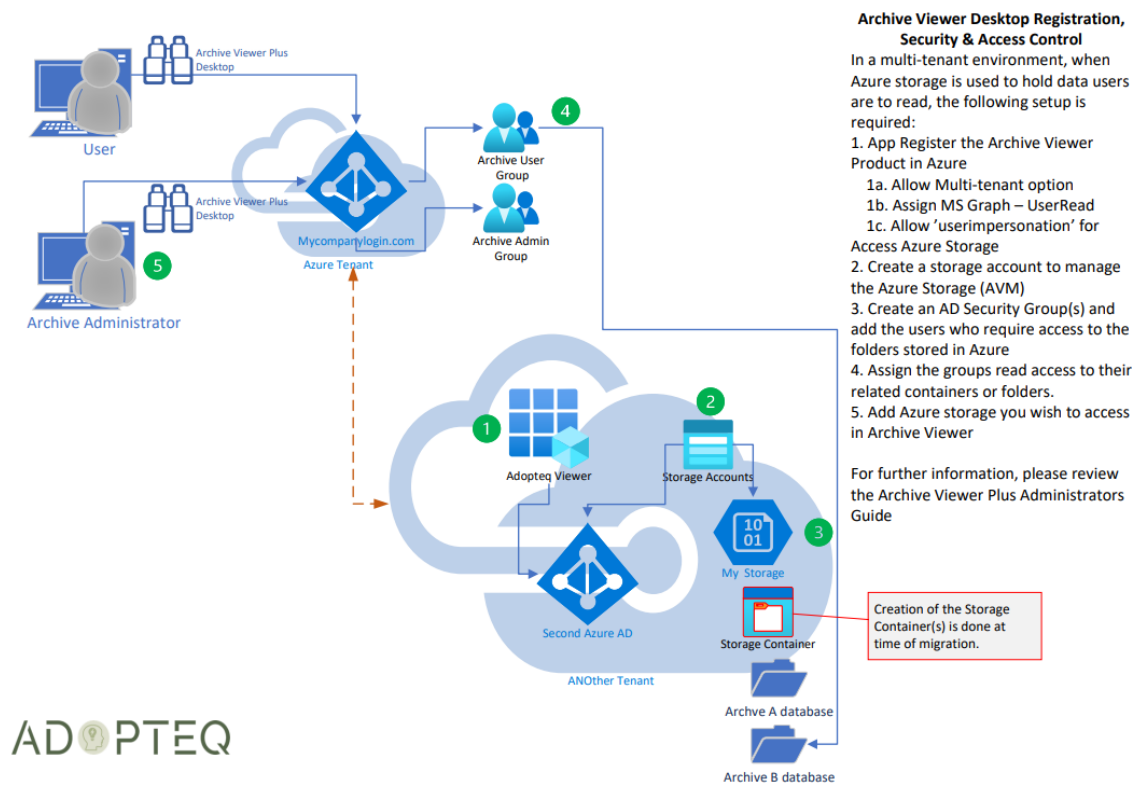 Archive Viewer Plus
Desktop
User
Archive Viewer Plus
Desktop
5
Archive Administrator
Mycompanylogin.com
Azure Tenant
4
Archive User
Group
Archive Admin
Group
1
Adopteq Viewer
2
Storage Accounts
10
01
3
My Storage
Second Azure AD
Storage Container
ANOther Tenant
Archve A database
Archive B database
Creation of the Storage
Container(s) is done at
time of migration.
Archive Viewer Desktop Registration,
Security & Access Control
In a multi-tenant environment, when
Azure storage is used to hold data users
are to read, the following setup is
required:
1. App Register the Archive Viewer
Product in Azure
1a. Allow Multi-tenant option
1b. Assign MS Graph – UserRead
1c. Allow ’userimpersonation’ for
Access Azure Storage
2. Create a storage account to manage
the Azure Storage (AVM)
3. Create an AD Security Group(s) and
add the users who require access to the
folders stored in Azure
4. Assign the groups read access to their
related containers or folders.
5. Add Azure storage you wish to access
in Archive Viewer
For further information, please review
the Archive Viewer Plus Administrators
Guide
ADOPTEQ